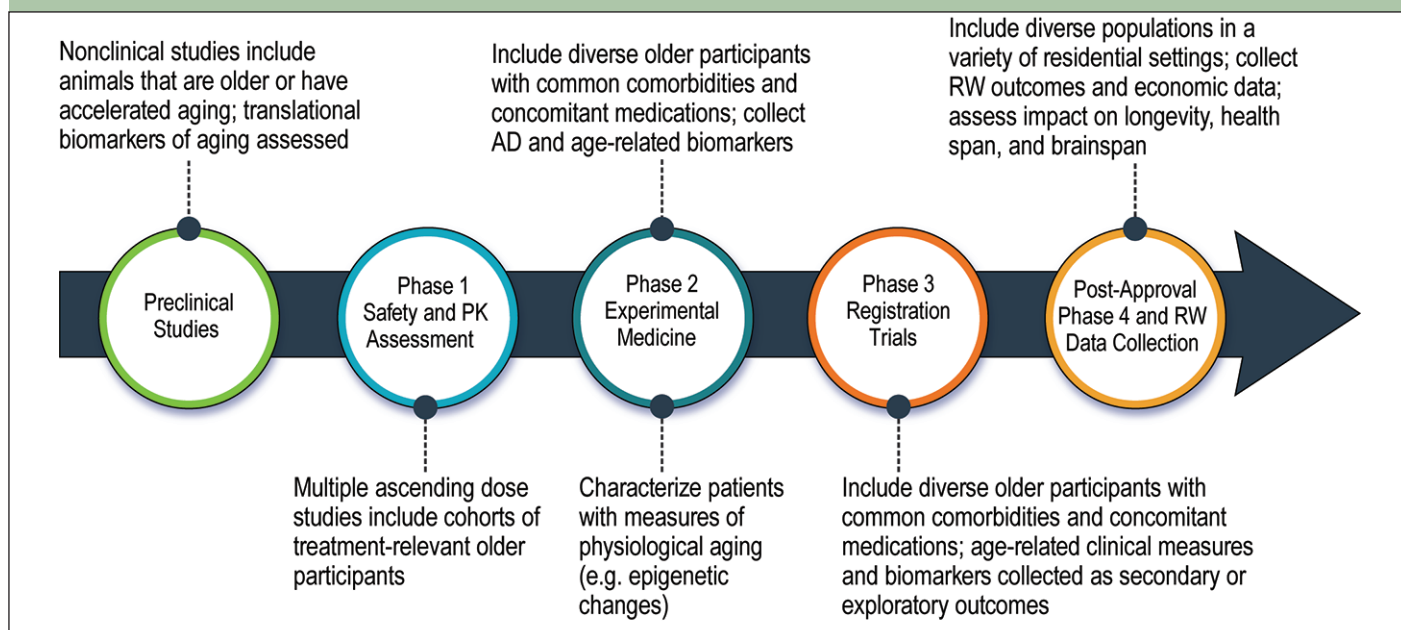 Nonclinical studies include
animals that are older or have
accelerated aging; translational
biomarkers of aging assessed
Include diverse older participants
with common comorbidities and
concomitant medications; collect
AD and age-related biomarkers
Include diverse populations in a
variety of residential settings; collect
RW outcomes and economic data;
assess impact on longevity, health
span, and brainspan
Preclinical
Studies
Phase 1
Safety and PK
Assessment
Phase 2
Experimental
Medicine
Phase 3
Registration
Trials
Post-Approval
Phase 4 and RW
Data Collection
Multiple ascending dose
studies include cohorts of
treatment-relevant older
participants
Characterize patients
with measures of
physiological aging
(e.g. epigenetic
changes)
Include diverse older participants with
common comorbidities and concomitant
medications; age-related clinical measures
and biomarkers collected as secondary or
exploratory outcomes